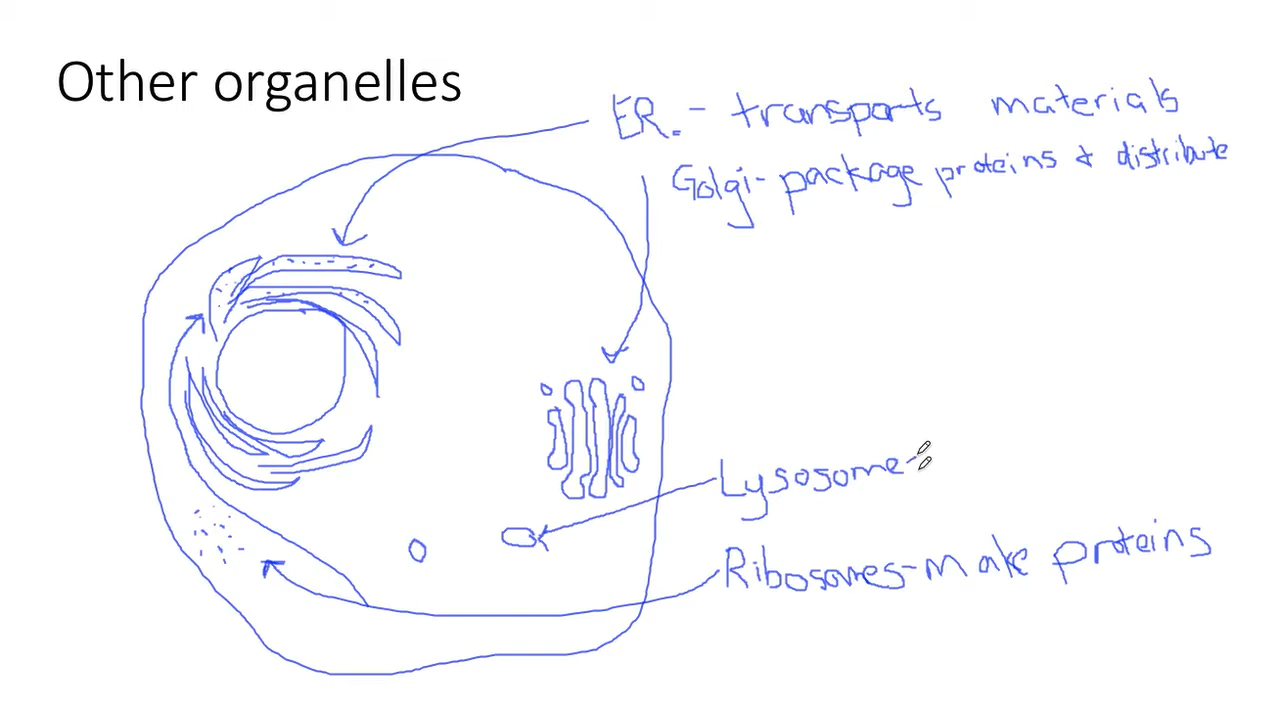 Other organelles
ER. - transports materials
Golgi - package proteins & distribute
Lysosome -
Ribosomes - make proteins